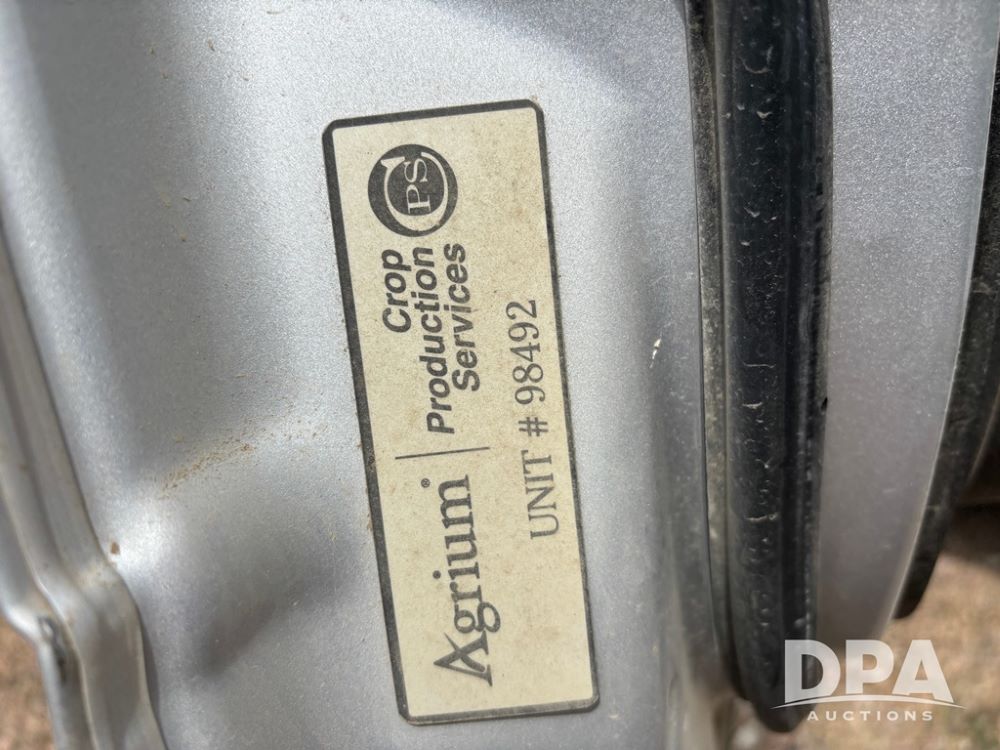 Agrium®
Crop
Production
Services
CPS
UNIT # 98492
DPA
AUCTIONS